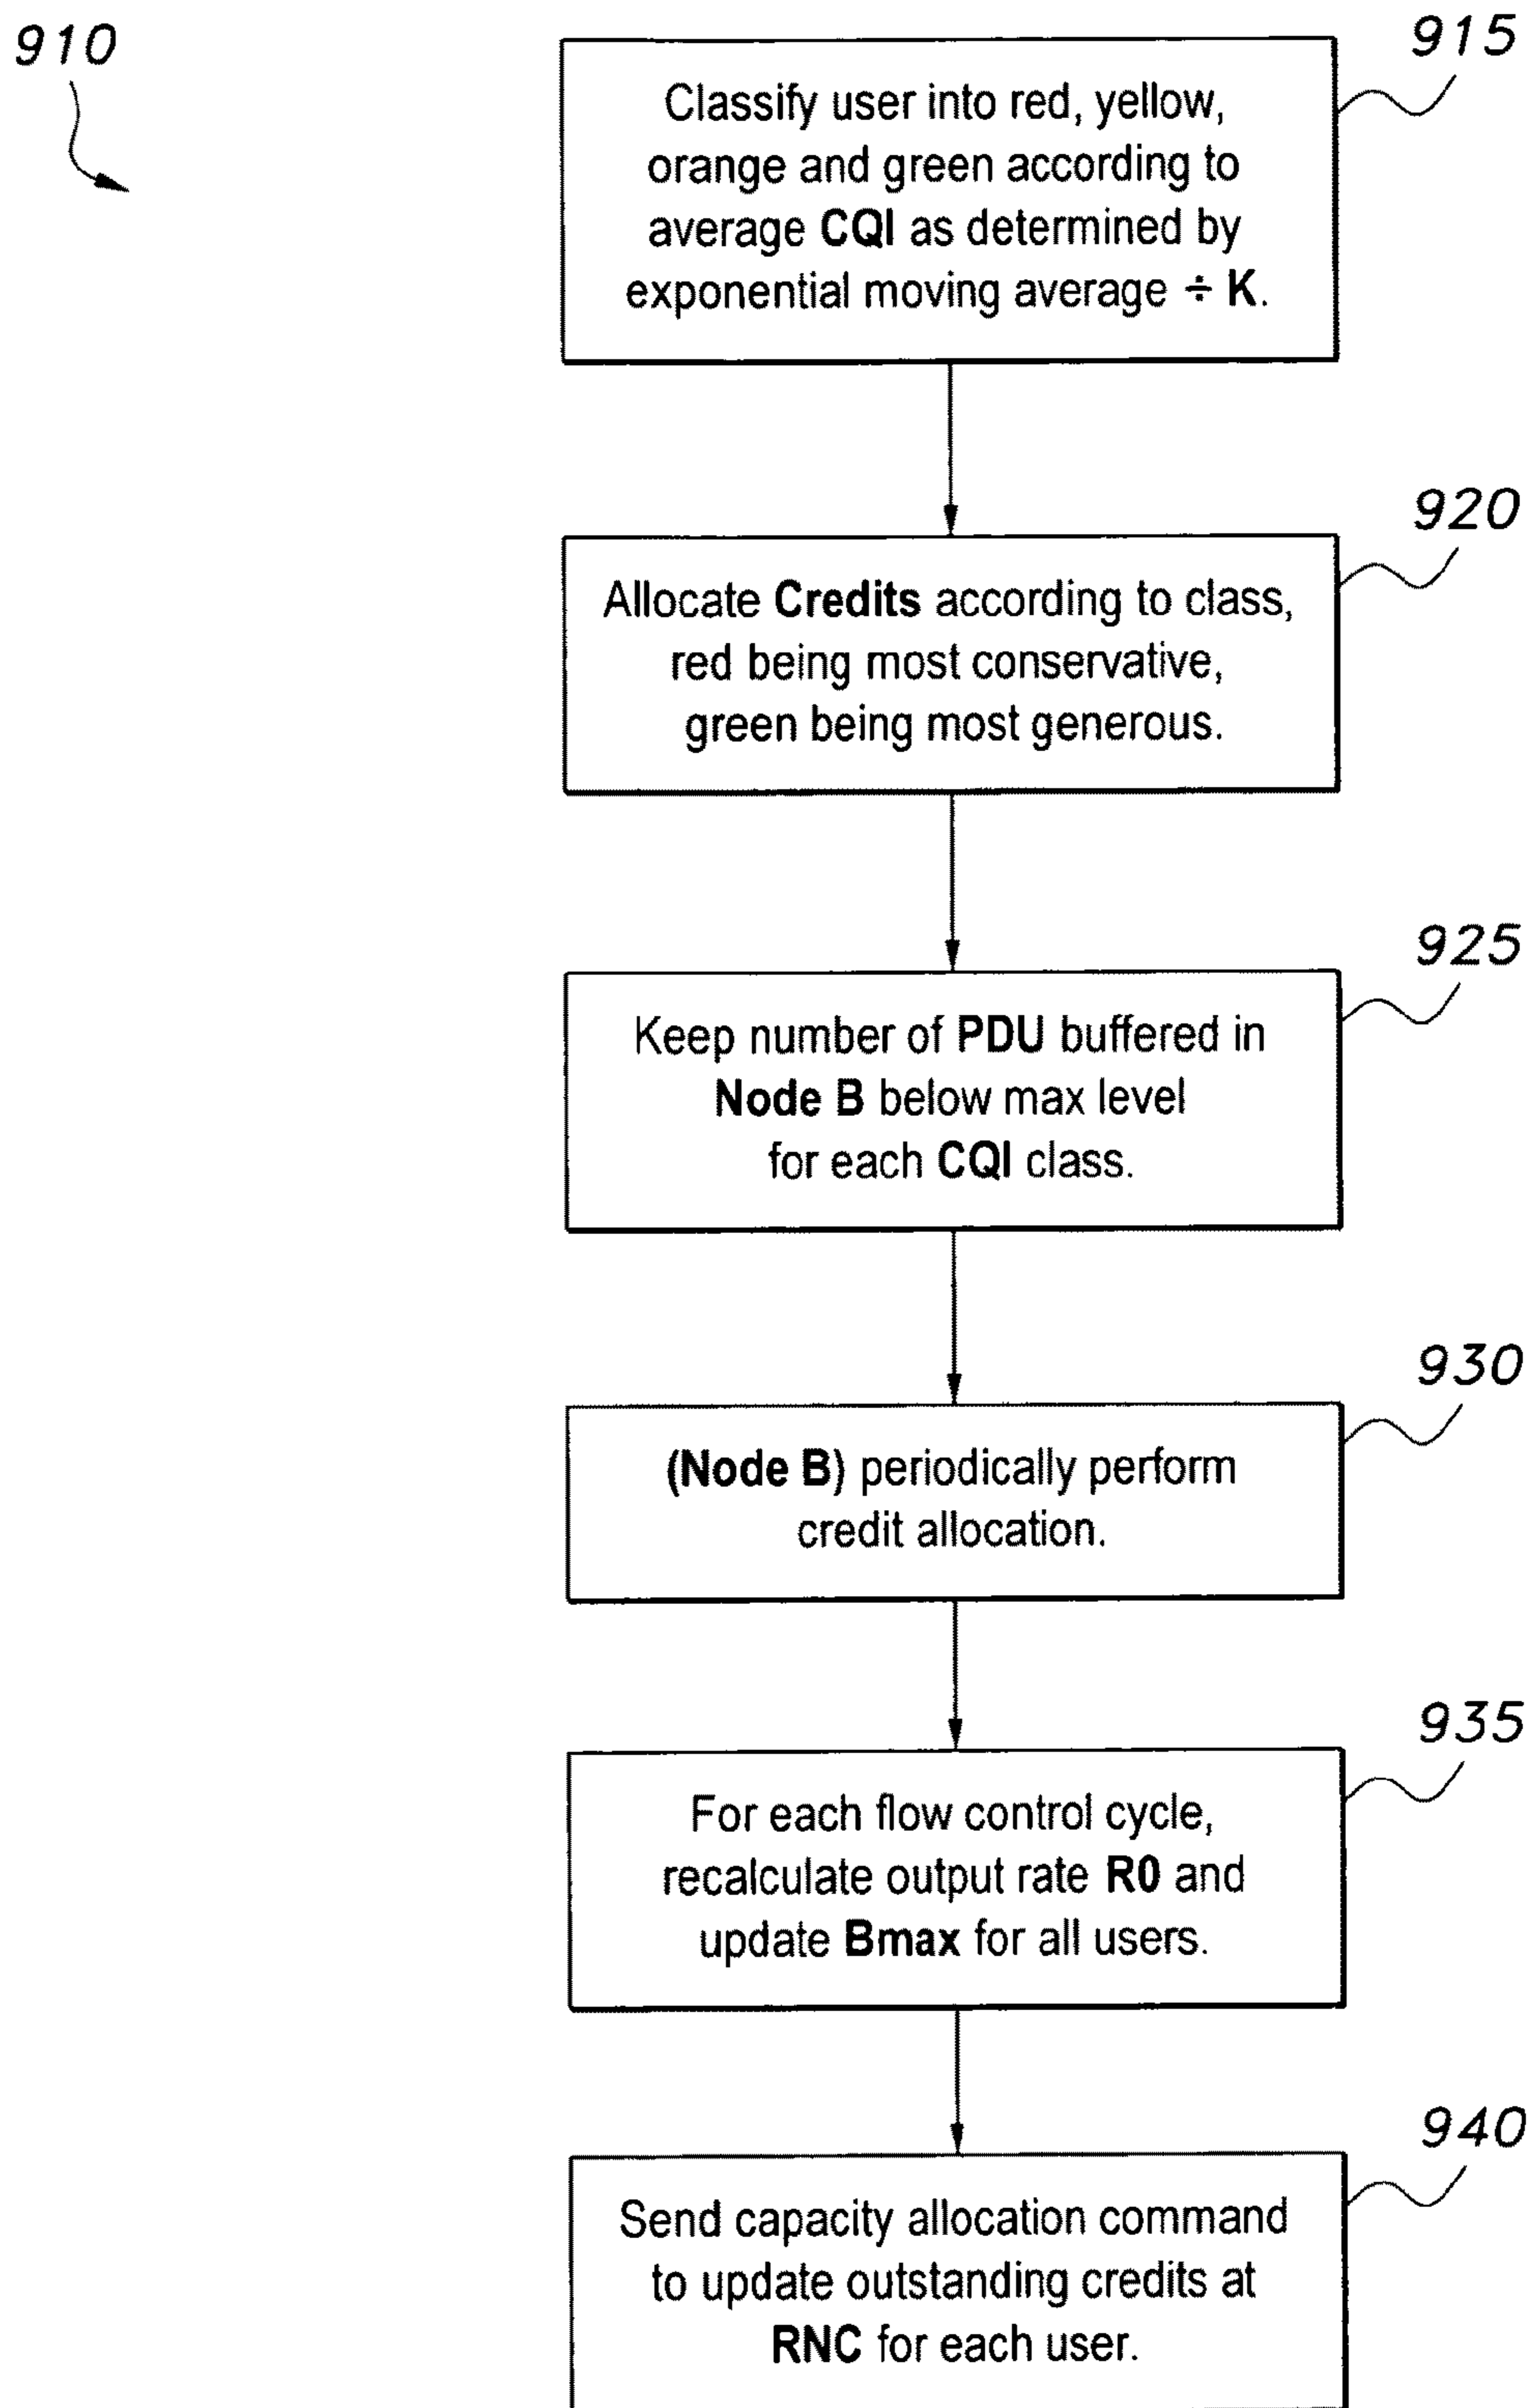 910
915
Classify user into red, yellow,
orange and green according to
average CQI as determined by
exponential moving average ÷ K.
920
Allocate Credits according to class,
red being most conservative,
green being most generous.
925
Keep number of PDU buffered in
Node B below max level
for each CQI class.
930
(Node B) periodically perform
credit allocation.
935
For each flow control cycle,
recalculate output rate R0 and
update Bmax for all users.
940
Send capacity allocation command
to update outstanding credits at
RNC for each user.